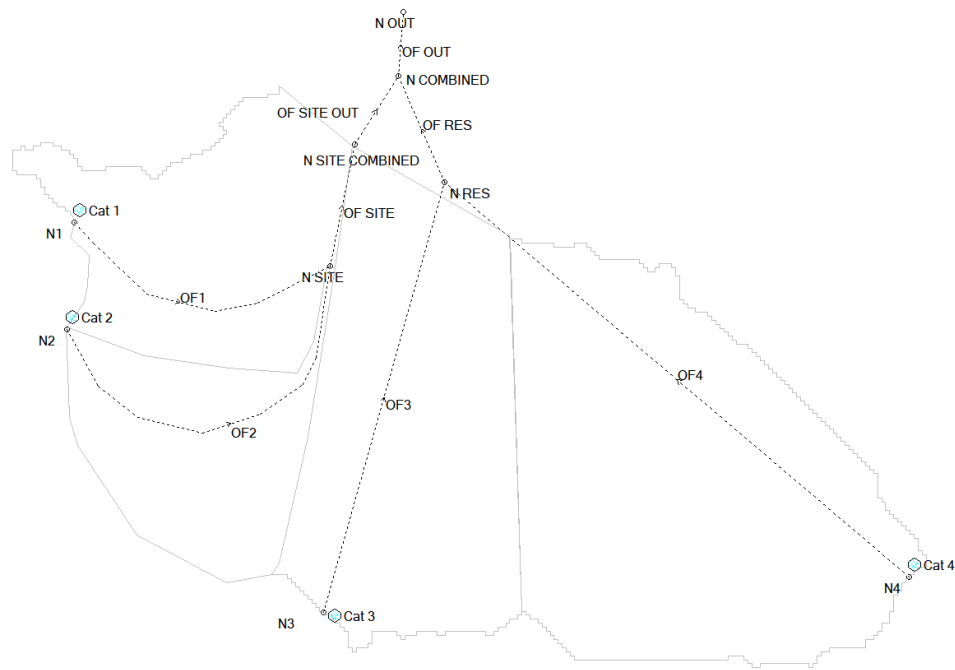 N OUT
OF OUT
N COMBINED
OF SITE OUT
OF RES
N SITE COMBINED
N RES
Cat 1
OF SITE
N1
N SITE
OF1
Cat 2
N2
OF4
OF3
OF2
Cat 4
N4
Cat 3
N3